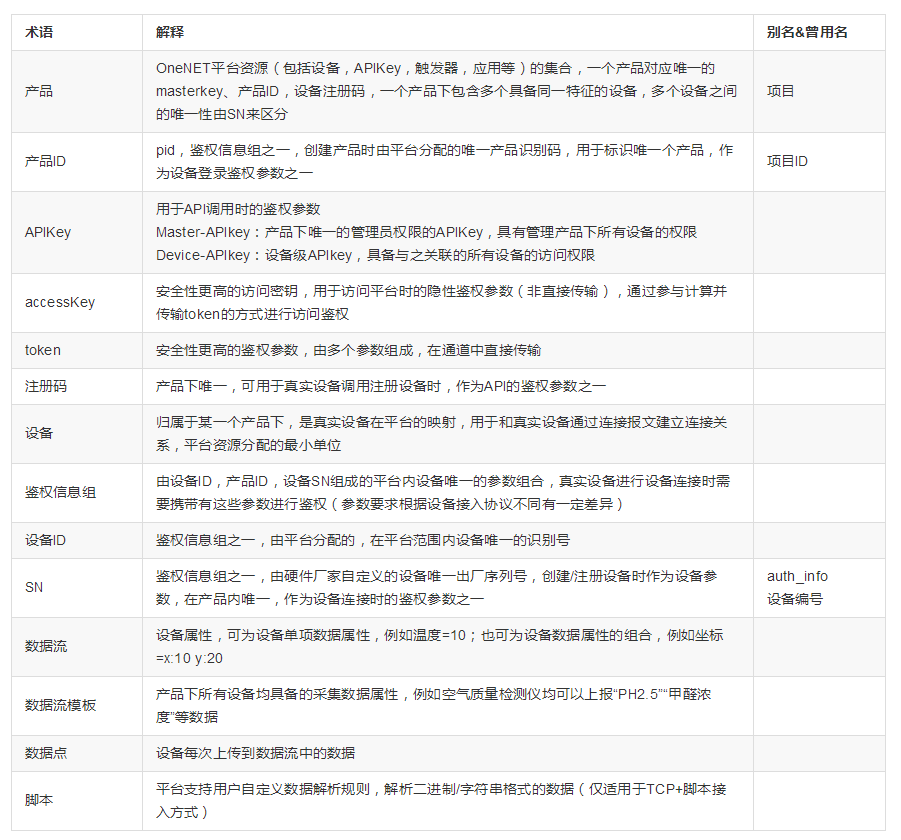 术语 解释 别名&曾用名
OneNET平台资源（包括设备，APIKey，触发器，应用等）的集合，一个产品对应唯一的
产品 masterkey、产品ID，设备注册码，一个产品下包含多个具备同一特征的设备，多个设备之间 项目
的唯一性由SN来区分
产品ID pid，鉴权信息组之一，创建产品时由平台分配的唯一产品识别码，用于标识唯一个产品，作 项目ID
为设备登录鉴权参数之一
用于API调用时的鉴权参数
APIKey Master-APIkey：产品下唯一的管理员权限的APIKey，具有管理产品下所有设备的权限
Device-APIkey：设备级APIkey，具备与之关联的所有设备的访问权限
accessKey 安全性更高的访问密钥，用于访问平台时的隐性鉴权参数（非直接传输），通过参与计算并
传输token的方式进行访问鉴权
token 安全性更高的鉴权参数，由多个参数组成，在通道中直接传输
注册码 产品下唯一，可用于真实设备调用注册设备时，作为API的鉴权参数之一
设备 归属于某一个产品下，是真实设备在平台的映射，用于和真实设备通过连接报文建立连接关
系，平台资源分配的最小单位
鉴权信息组 由设备ID，产品ID，设备SN组成的平台内设备唯一的参数组合，真实设备进行设备连接时需
要携带有这些参数进行鉴权（参数要求根据设备接入协议不同有一定差异）
设备ID 鉴权信息组之一，由平台分配的，在平台范围内设备唯一的识别号
SN 鉴权信息组之一，由硬件厂家自定义的设备唯一出厂序列号，创建/注册设备时作为设备参 auth_info
数，在产品内唯一，作为设备连接时的鉴权参数之一 设备编号
数据流 设备属性，可为设备单项数据属性，例如温度=10；也可为设备数据属性的组合，例如坐标
=x:10 y:20
数据流模板 产品下所有设备均具备的采集数据属性，例如空气质量检测仪均可以上报“PH2.5”“甲醛浓
度”等数据
数据点 设备每次上传到数据流中的数据
脚本 平台支持用户自定义数据解析规则，解析二进制/字符串格式的数据（仅适用于TCP+脚本接
入方式）